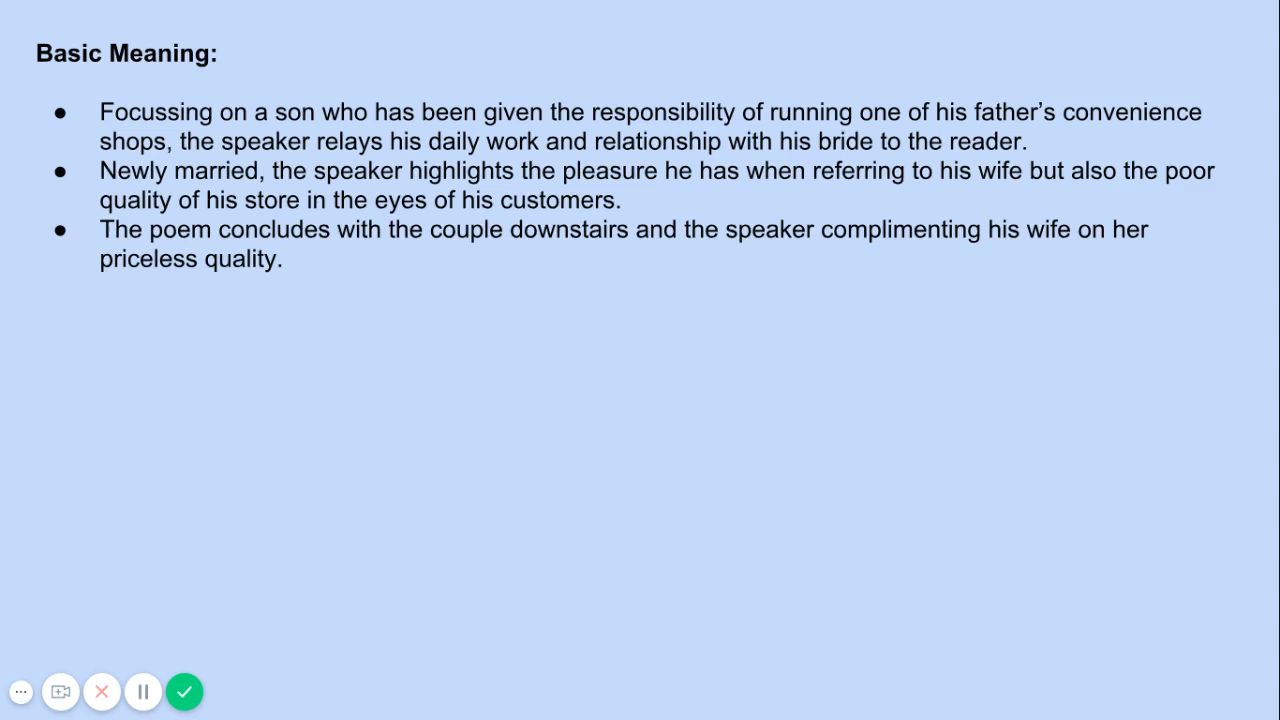 Basic Meaning:
● Focussing on a son who has been given the responsibility of running one of his father’s convenience
shops, the speaker relays his daily work and relationship with his bride to the reader.
● Newly married, the speaker highlights the pleasure he has when referring to his wife but also the poor
quality of his store in the eyes of his customers.
● The poem concludes with the couple downstairs and the speaker complimenting his wife on her
priceless quality.